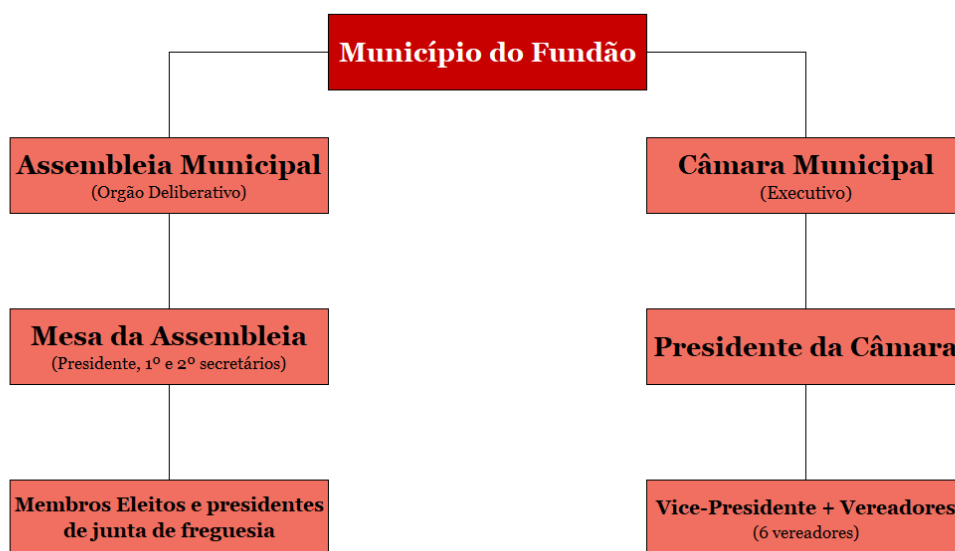 Município do Fundão
Assembleia Municipal
(Orgão Deliberativo)
Câmara Municipal
(Executivo)
Mesa da Assembleia
(Presidente, 1º e 2º secretários)
Presidente da Câmara
Membros Eleitos e presidentes
de junta de freguesia
Vice-Presidente + Vereadores
(6 vereadores)